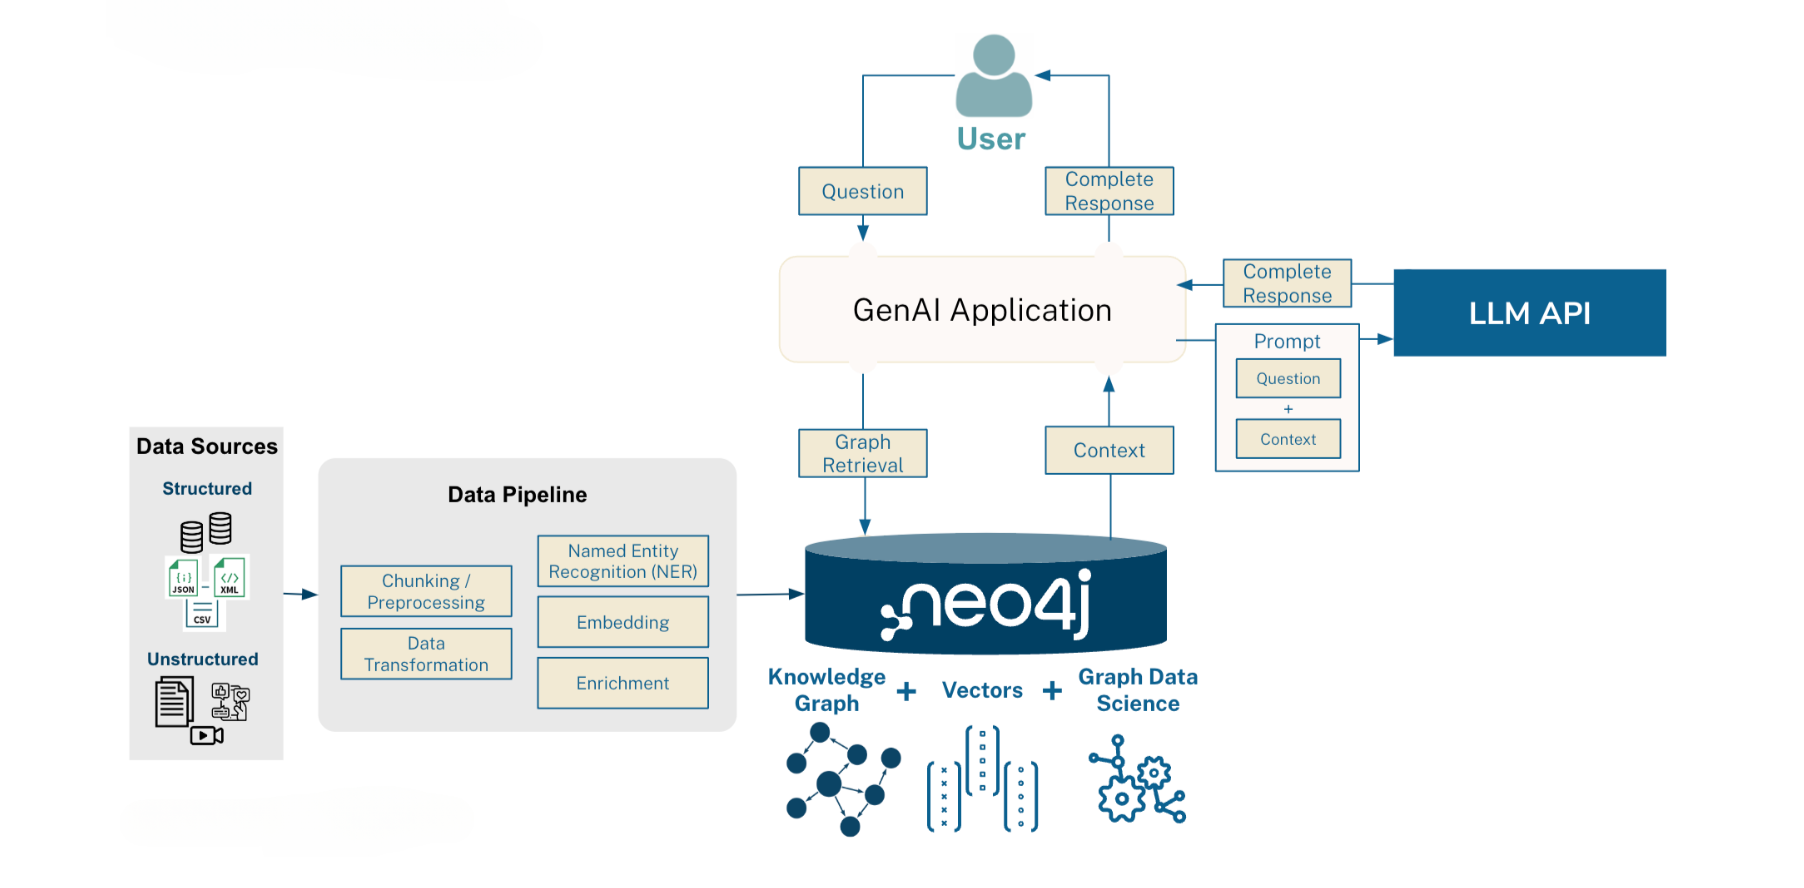 User
Question
Complete
Response
GenAI Application
Complete
Response
LLM API
Prompt
Question
+
Context
Graph
Retrieval
Context
Data Sources
Structured
{i}
JSON
</>
XML
CSV
Unstructured
Data Pipeline
Chunking /
Preprocessing
Data
Transformation
Named Entity
Recognition (NER)
Embedding
Enrichment
neo4j
Knowledge
Graph
+
Vectors
+
Graph Data
Science